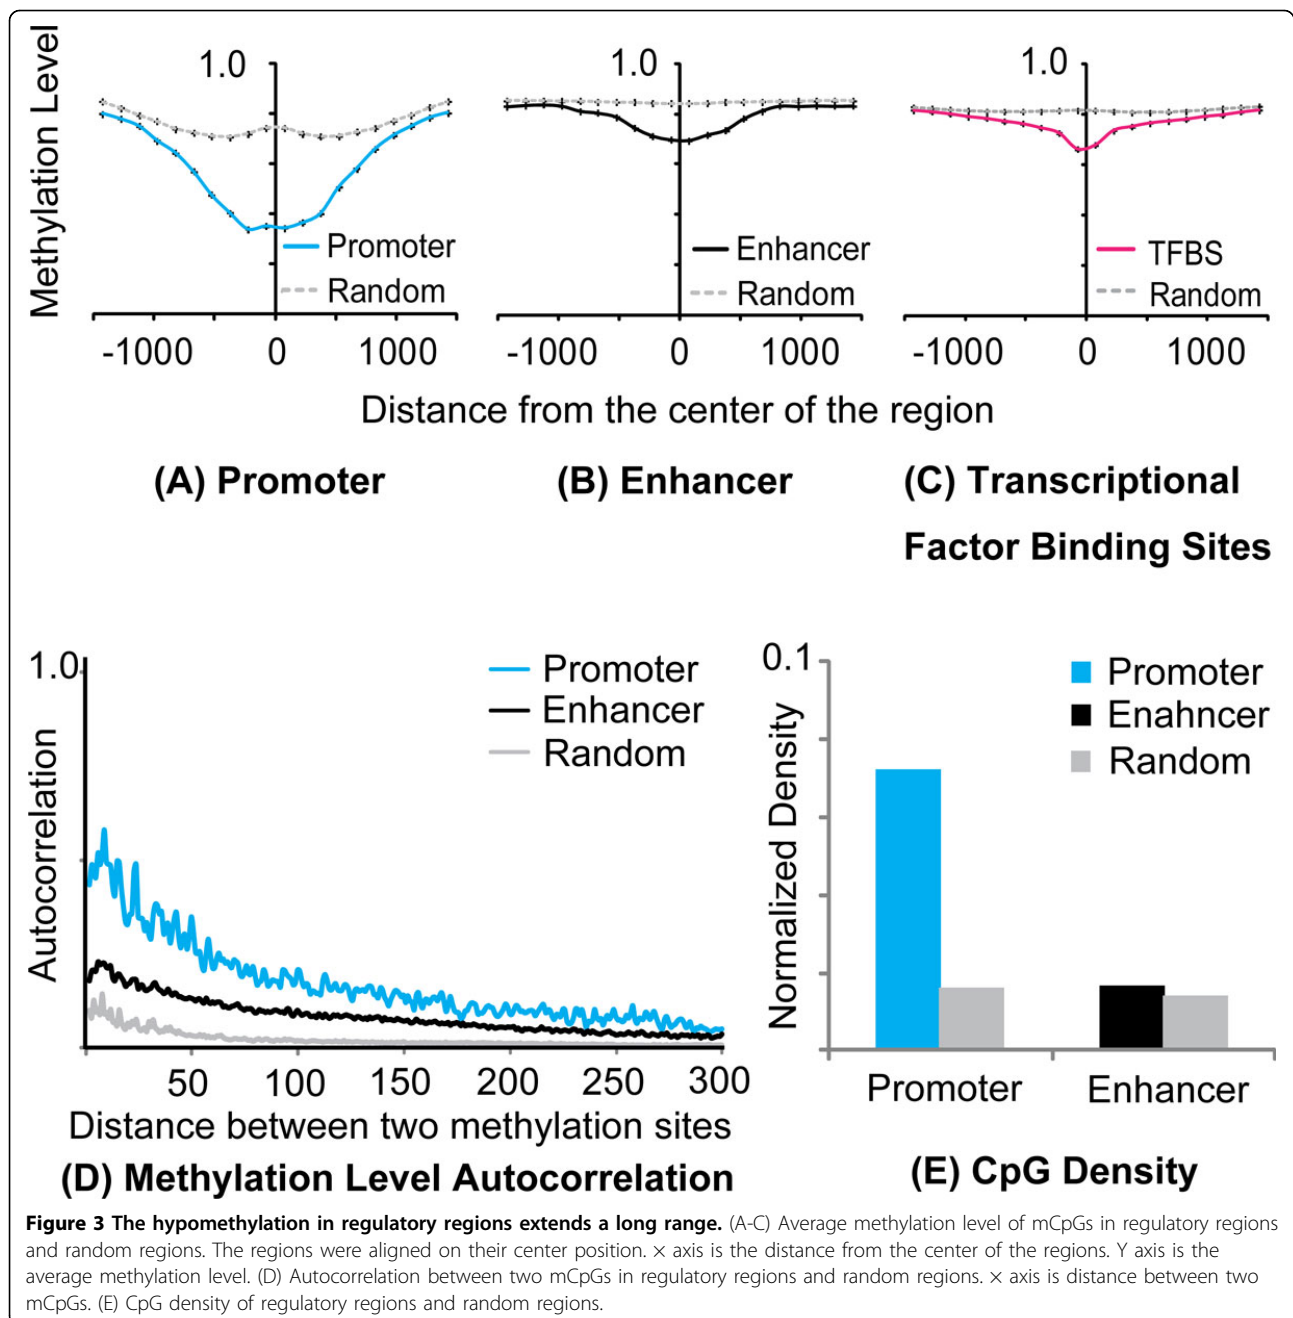 Methylation Level
1.0
Promoter
Random
-1000 0 1000
1.0
Enhancer
Random
-1000 0 1000
1.0
TFBS
Random
-1000 0 1000
Distance from the center of the region
(A) Promoter
(B) Enhancer
(C) Transcriptional
Factor Binding Sites
1.0
Autocorrelation
Promoter
Enhancer
Random
50 100 150 200 250 300
Distance between two methylation sites
(D) Methylation Level Autocorrelation
0.1
Normalized Density
Promoter
Enahncer
Random
Promoter Enhancer
(E) CpG Density
Figure 3 The hypomethylation in regulatory regions extends a long range. (A-C) Average methylation level of mCpGs in regulatory regions
and random regions. The regions were aligned on their center position. × axis is the distance from the center of the regions. Y axis is the
average methylation level. (D) Autocorrelation between two mCpGs in regulatory regions and random regions. × axis is distance between two
mCpGs. (E) CpG density of regulatory regions and random regions.